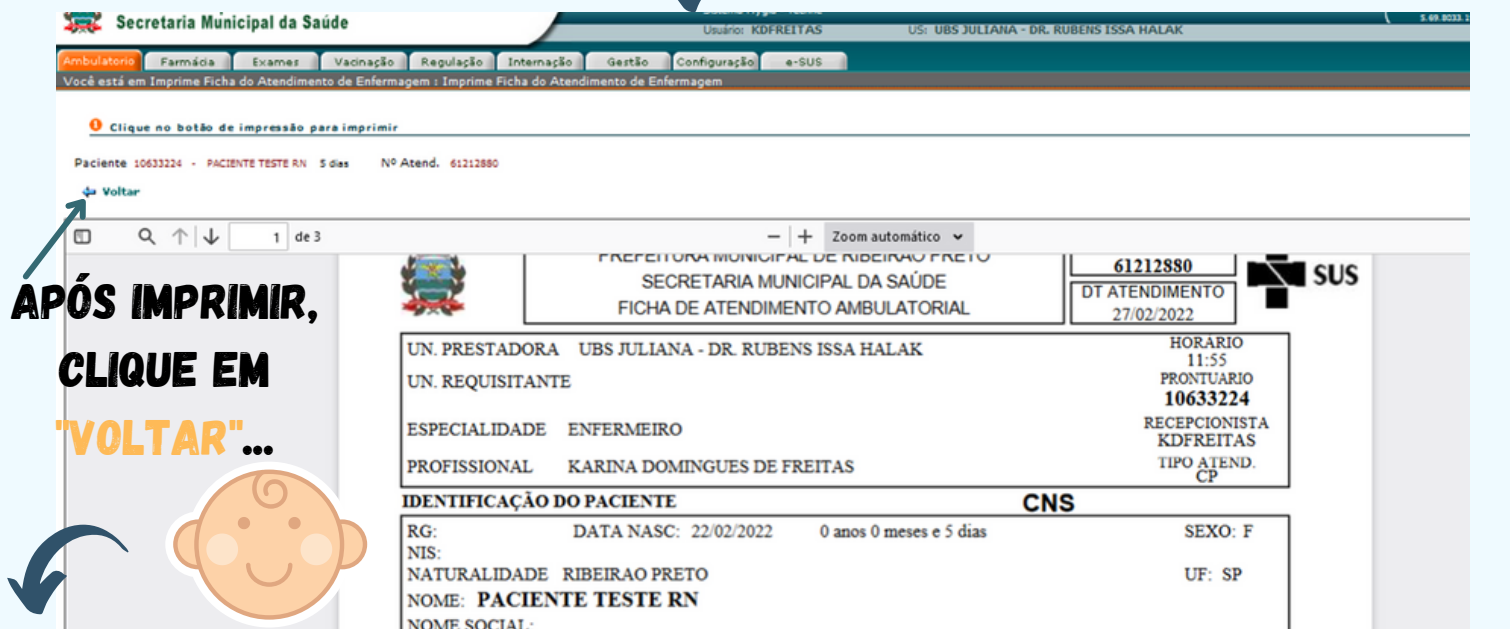 Secretaria Municipal da Saúde
Usuário: KDFREITAS US: UBS JULIANA - DR. RUBENS ISSA HALAK
Ambulatorio Farmácia Exames Vacinação Regulação Internação Gestão Configuração e-SUS
Você está em Imprime Ficha do Atendimento de Enfermagem : Imprime Ficha do Atendimento de Enfermagem
Clique no botão de impressão para imprimir
Paciente 10633224 - PACIENTE TESTE RN 5 dias Nº Atend. 61212880
Voltar
1 de 3 Zoom automático
APÓS IMPRIMIR,
CLIQUE EM
"VOLTAR"...
PREFEITURA MUNICIPAL DE RIBEIRAO PRETO
SECRETARIA MUNICIPAL DA SAÚDE
FICHA DE ATENDIMENTO AMBULATORIAL
61212880
DT ATENDIMENTO
27/02/2022
SUS
UN. PRESTADORA UBS JULIANA - DR. RUBENS ISSA HALAK
UN. REQUISITANTE
ESPECIALIDADE ENFERMEIRO
PROFISSIONAL KARINA DOMINGUES DE FREITAS
HORÁRIO
11:55
PRONTUARIO
10633224
RECEPCIONISTA
KDFREITAS
TIPO ATEND.
CP
IDENTIFICAÇÃO DO PACIENTE CNS
RG: DATA NASC: 22/02/2022 0 anos 0 meses e 5 dias SEXO: F
NIS:
NATURALIDADE RIBEIRAO PRETO UF: SP
NOME: PACIENTE TESTE RN
NOME SOCIAL: